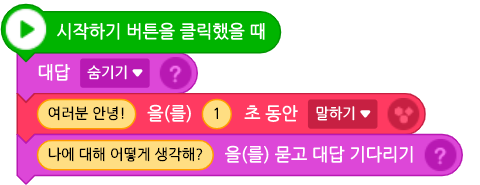 시작하기 버튼을 클릭했을 때
대답 숨기기 ?
여러분 안녕! 을(를) 1 초 동안 말하기
나에 대해 어떻게 생각해? 을(를) 묻고 대답 기다리기 ?